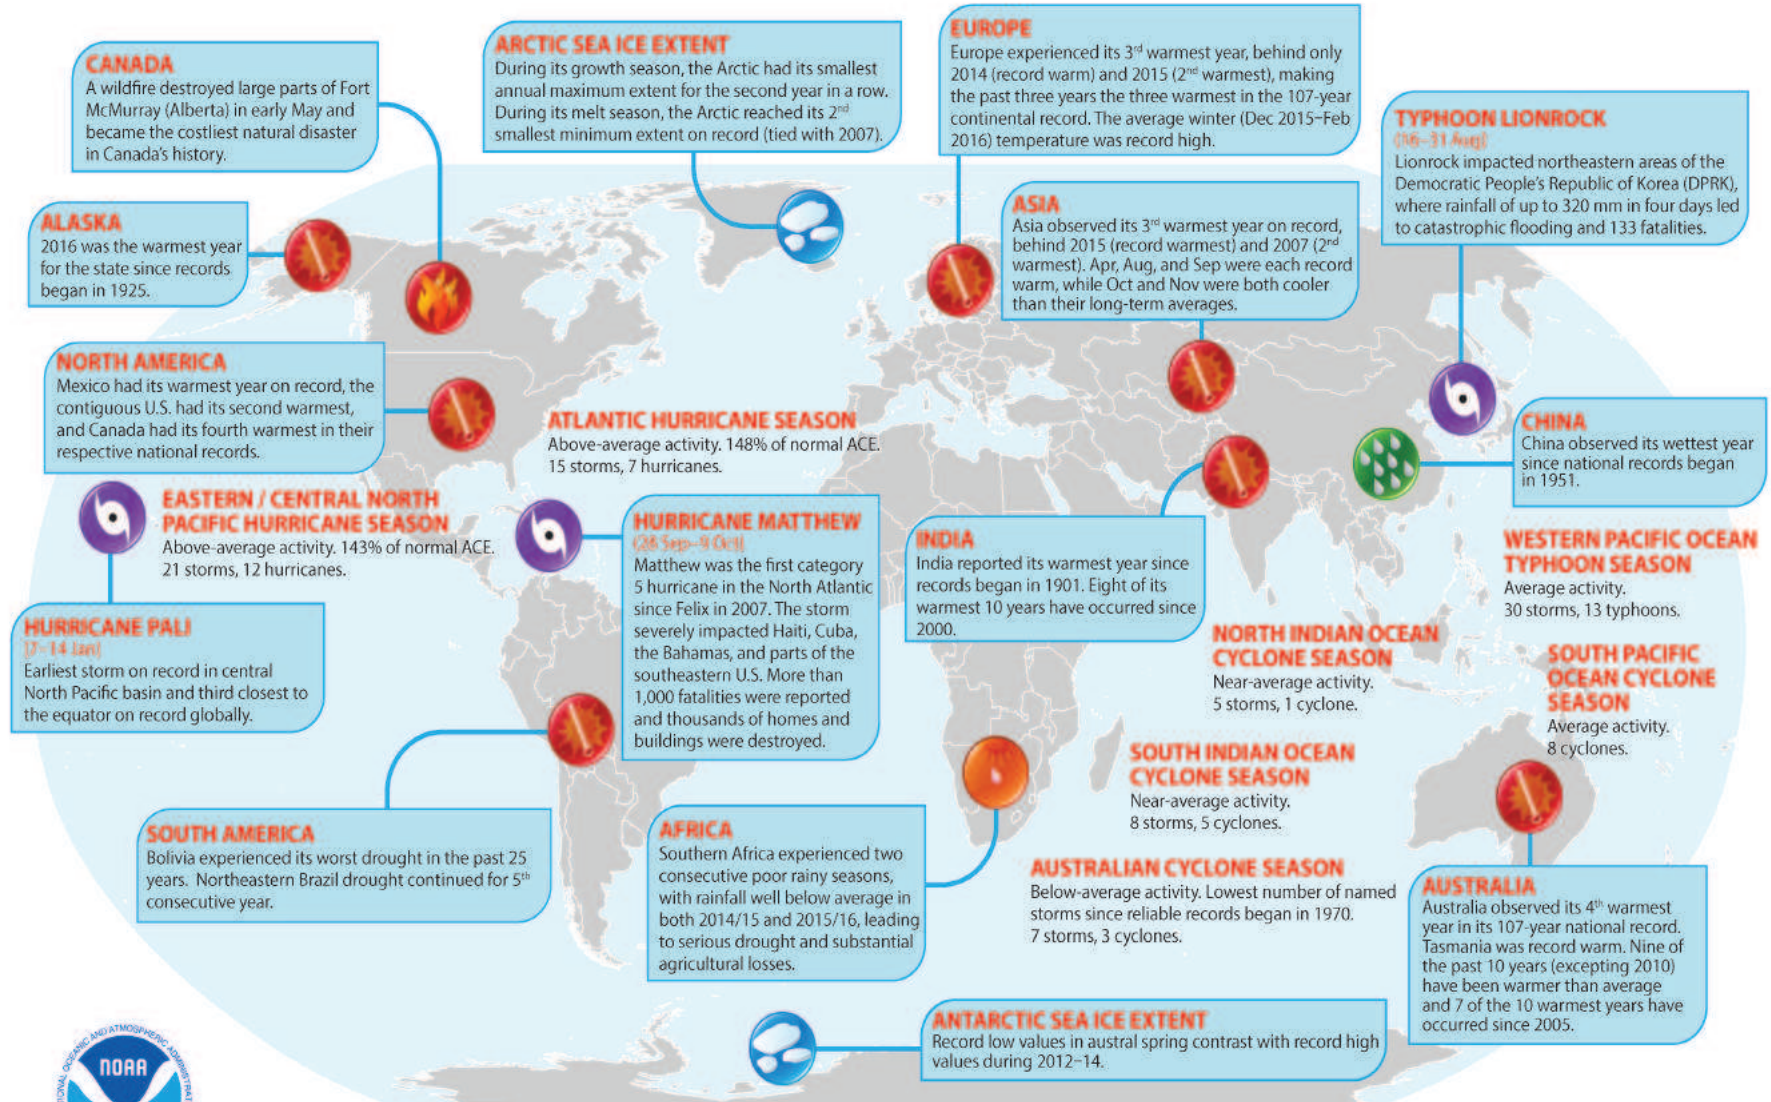 CANADA
A wildfire destroyed large parts of Fort
McMurray (Alberta) in early May and
became the costliest natural disaster
in Canada's history.
ARCTIC SEA ICE EXTENT
During its growth season, the Arctic had its smallest
annual maximum extent for the second year in a row.
During its melt season, the Arctic reached its 2nd
smallest minimum extent on record (tied with 2007).
EUROPE
Europe experienced its 3rd warmest year, behind only
2014 (record warm) and 2015 (2nd warmest), making
the past three years the three warmest in the 107-year
continental record. The average winter (Dec 2015–Feb
2016) temperature was record high.
TYPHOON LIONROCK
(16–31 Aug)
Lionrock impacted northeastern areas of the
Democratic People's Republic of Korea (DPRK),
where rainfall of up to 320 mm in four days led
to catastrophic flooding and 133 fatalities.
ALASKA
2016 was the warmest year
for the state since records
began in 1925.
ASIA
Asia observed its 3rd warmest year on record,
behind 2015 (record warmest) and 2007 (2nd
warmest). Apr, Aug, and Sep were each record
warm, while Oct and Nov were both cooler
than their long-term averages.
NORTH AMERICA
Mexico had its warmest year on record, the
contiguous U.S. had its second warmest,
and Canada had its fourth warmest in their
respective national records.
ATLANTIC HURRICANE SEASON
Above-average activity. 148% of normal ACE.
15 storms, 7 hurricanes.
CHINA
China observed its wettest year
since national records began
in 1951.
EASTERN / CENTRAL NORTH
PACIFIC HURRICANE SEASON
Above-average activity. 143% of normal ACE.
21 storms, 12 hurricanes.
HURRICANE MATTHEW
(28 Sep–9 Oct)
Matthew was the first category
5 hurricane in the North Atlantic
since Felix in 2007. The storm
severely impacted Haiti, Cuba,
the Bahamas, and parts of the
southeastern U.S. More than
1,000 fatalities were reported
and thousands of homes and
buildings were destroyed.
INDIA
India reported its warmest year since
records began in 1901. Eight of its
warmest 10 years have occurred since
2000.
WESTERN PACIFIC OCEAN
TYPHOON SEASON
Average activity.
30 storms, 13 typhoons.
HURRICANE PALI
(7–14 Jan)
Earliest storm on record in central
North Pacific basin and third closest to
the equator on record globally.
NORTH INDIAN OCEAN
CYCLONE SEASON
Near-average activity.
5 storms, 1 cyclone.
SOUTH PACIFIC
OCEAN CYCLONE
SEASON
Average activity.
8 cyclones.
SOUTH INDIAN OCEAN
CYCLONE SEASON
Near-average activity.
8 storms, 5 cyclones.
SOUTH AMERICA
Bolivia experienced its worst drought in the past 25
years. Northeastern Brazil drought continued for 5th
consecutive year.
AFRICA
Southern Africa experienced two
consecutive poor rainy seasons,
with rainfall well below average in
both 2014/15 and 2015/16, leading
to serious drought and substantial
agricultural losses.
AUSTRALIAN CYCLONE SEASON
Below-average activity. Lowest number of named
storms since reliable records began in 1970.
7 storms, 3 cyclones.
AUSTRALIA
Australia observed its 4th warmest
year in its 107-year national record.
Tasmania was record warm. Nine of
the past 10 years (excepting 2010)
have been warmer than average
and 7 of the 10 warmest years have
occurred since 2005.
ANTARCTIC SEA ICE EXTENT
Record low values in austral spring contrast with record high
values during 2012–14.
OCEANIC AND ATMOSPHERIC
NOAA